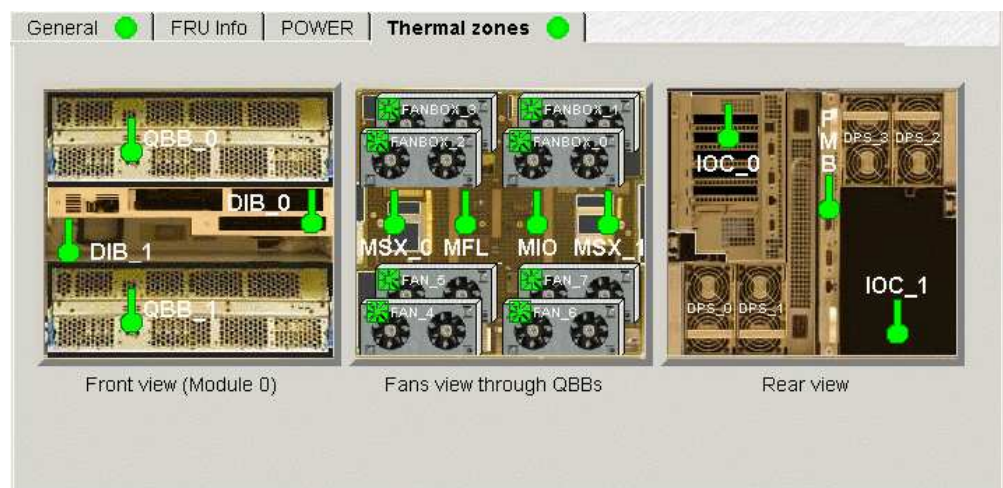 General FRU Info POWER Thermal zones
QBB_0
DIB_0
DIB_1
QBB_1
Front view (Module 0)
FANBOX_3 FANBOX_1
FANBOX_2 FANBOX_0
MSX_0 MFL MIO MSX_1
FAN_5 FAN_7
FAN_4 FAN_6
Fans view through QBBs
PMB
DPS_3 DPS_2
IOC_0
IOC_1
DPS_0 DPS_1
Rear view